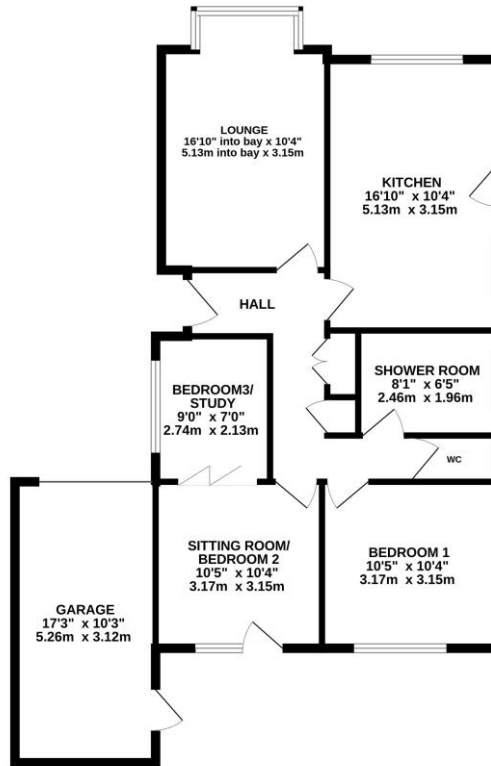 LOUNGE
16'10" into bay x 10'4"
5.13m into bay x 3.15m
KITCHEN
16'10" x 10'4"
5.13m x 3.15m
HALL
SHOWER ROOM
8'1" x 6'5"
2.46m x 1.96m
BEDROOM3/
STUDY
9'0" x 7'0"
2.74m x 2.13m
WC
SITTING ROOM/
BEDROOM 2
10'5" x 10'4"
3.17m x 3.15m
BEDROOM 1
10'5" x 10'4"
3.17m x 3.15m
GARAGE
17'3" x 10'3"
5.26m x 3.12m